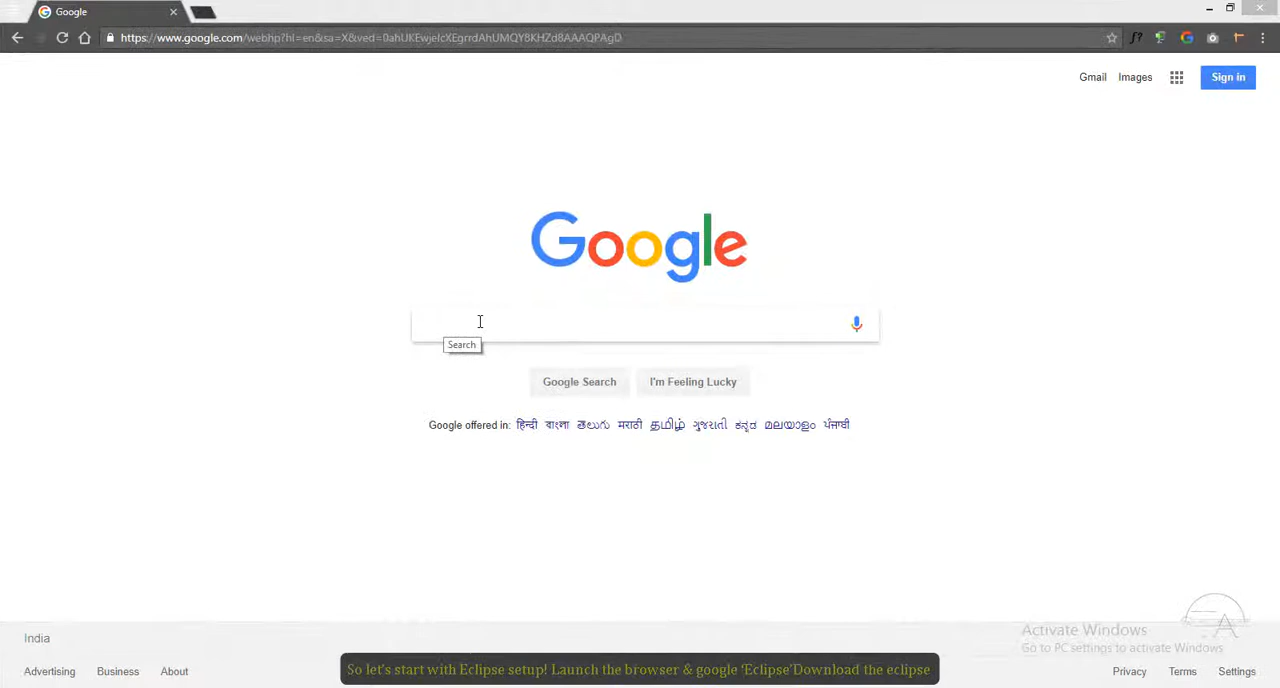 Google
https://www.google.com/webhp?hl=en&sa=X&ved=0ahUKEwjeIcXEgrrdAhUMQY8KHZd8AAAQPAgD
f?
Gmail Images Sign in
Google
Search
Google Search I'm Feeling Lucky
Google offered in: हिन्दी বাংলা తెలుగు मराठी தமிழ் ગુજરાતી ಕನ್ನಡ മലയാളം ਪੰਜਾਬੀ
India
Activate Windows
Go to PC settings to activate Windows
Advertising Business About
So let's start with Eclipse setup! Launch the browser & google 'Eclipse'Download the eclipse
Privacy Terms Settings